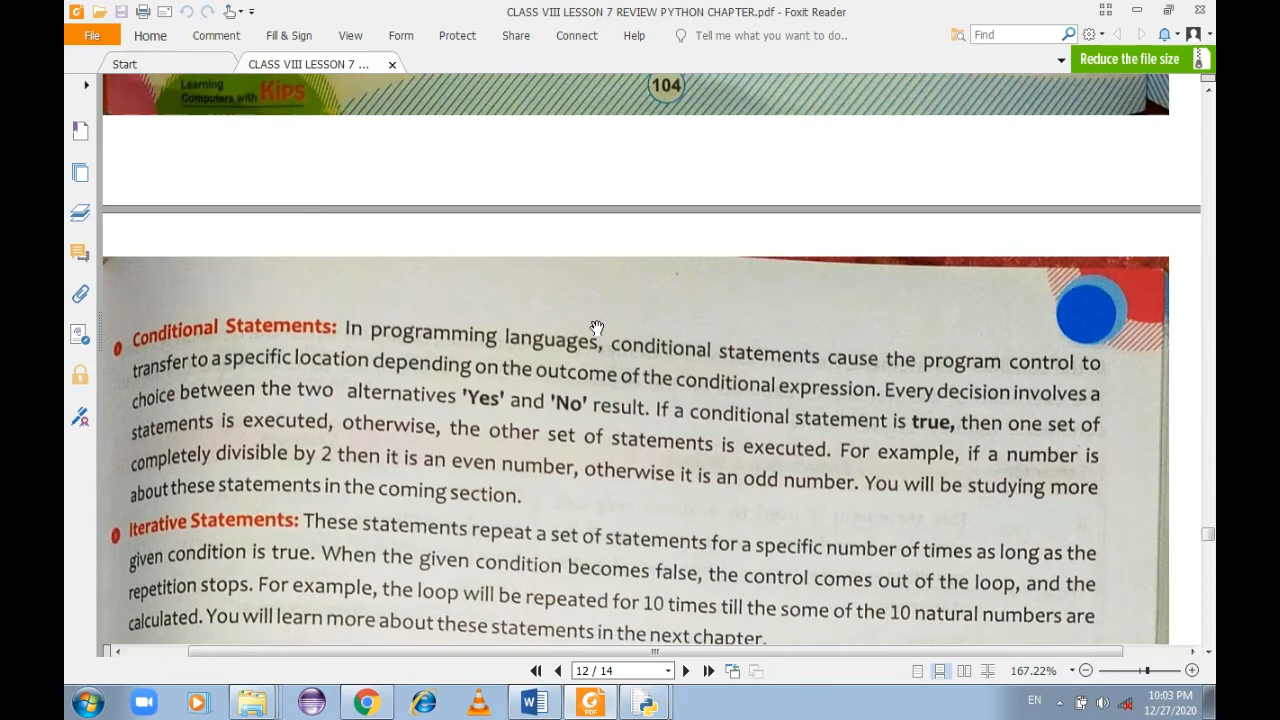 CLASS VIII LESSON 7 REVIEW PYTHON CHAPTER.pdf - Foxit Reader
File Home Comment Fill & Sign View Form Protect Share Connect Help Tell me what you want to do.. Find
Start CLASS VIII LESSON 7 ... Reduce the file size
Learning
Computers with Kips
104
Conditional Statements: In programming languages, conditional statements cause the program control to
transfer to a specific location depending on the outcome of the conditional expression. Every decision involves a
choice between the two alternatives 'Yes' and 'No' result. If a conditional statement is true, then one set of
statements is executed, otherwise, the other set of statements is executed. For example, if a number is
completely divisible by 2 then it is an even number, otherwise it is an odd number. You will be studying more
about these statements in the coming section.
Iterative Statements: These statements repeat a set of statements for a specific number of times as long as the
given condition is true. When the given condition becomes false, the control comes out of the loop, and the
repetition stops. For example, the loop will be repeated for 10 times till the some of the 10 natural numbers are
calculated. You will learn more about these statements in the next chapter.
12 / 14
167.22%
EN
10:03 PM
12/27/2020